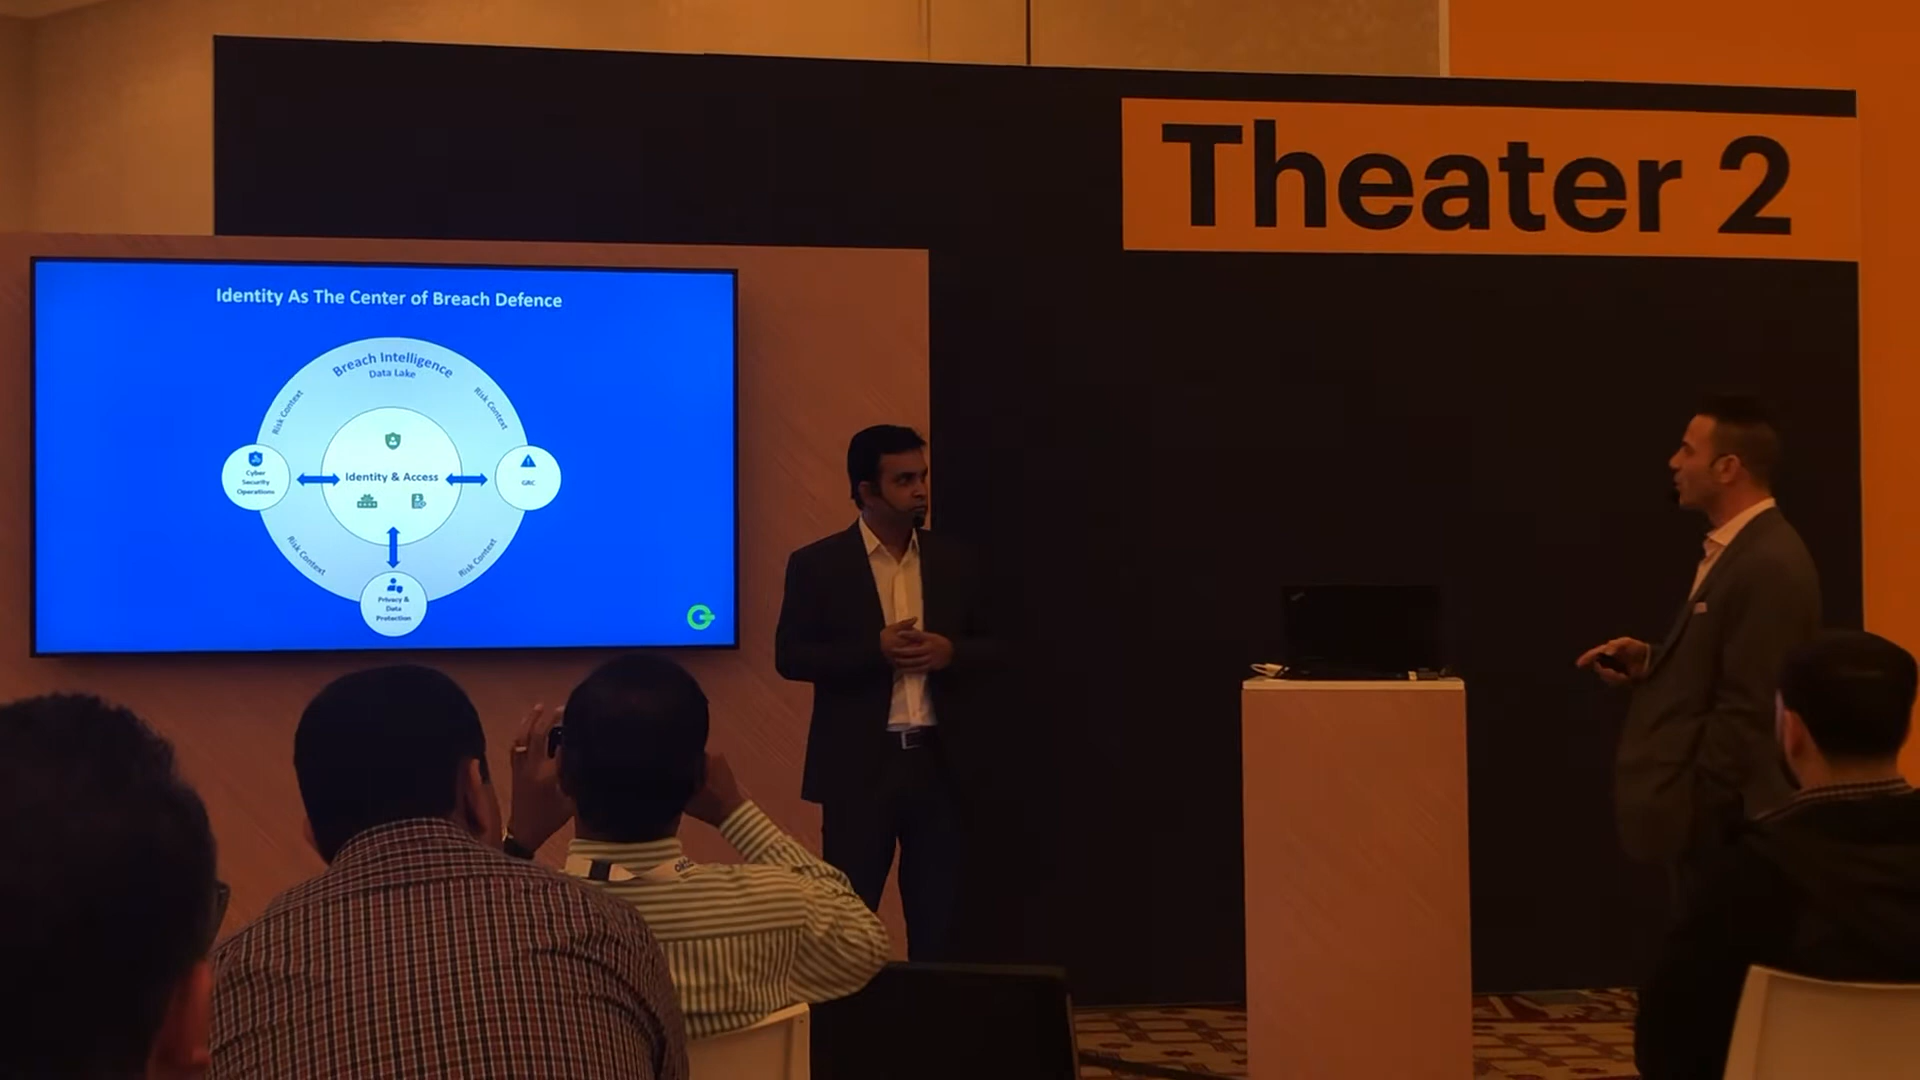 Theater 2
Identity As The Center of Breach Defence
Breach Intelligence
Data Lake
Risk Context
Risk Context
Cyber
Security
Operations
Identity & Access
GRC
Risk Context
Risk Context
Privacy &
Data
Protection